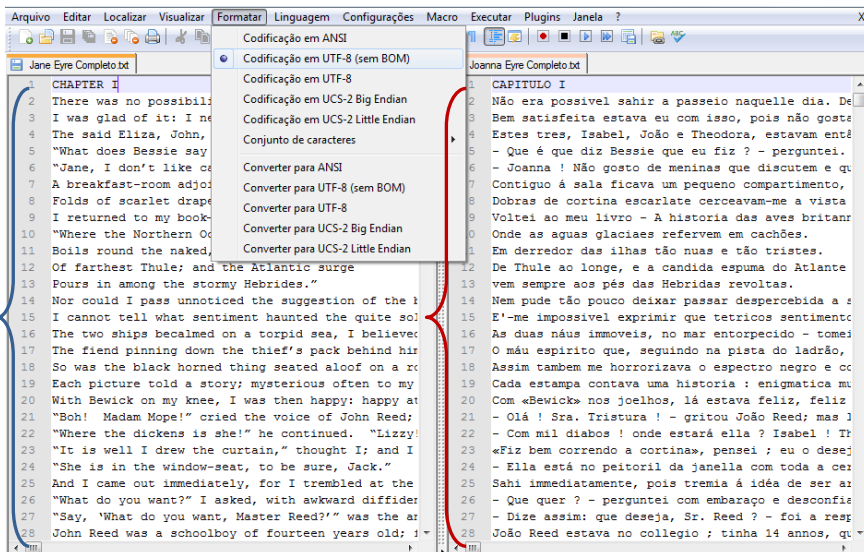 Arquivo Editar Localizar Visualizar Formatar Linguagem Configurações Macro Executar Plugins Janela ? X
Codificação em ANSI
Codificação em UTF-8 (sem BOM)
Codificação em UTF-8
Codificação em UCS-2 Big Endian
Codificação em UCS-2 Little Endian
Conjunto de caracteres
Converter para ANSI
Converter para UTF-8 (sem BOM)
Converter para UTF-8
Converter para UCS-2 Big Endian
Converter para UCS-2 Little Endian
Jane Eyre Completo.txt
1 CHAPTER I
2 There was no possibili
3 I was glad of it: I ne
4 The said Eliza, John,
5 “What does Bessie say
6 “Jane, I don’t like ca
7 A breakfast-room adjoi
8 Folds of scarlet drape
9 I returned to my book-
10 “Where the Northern Oc
11 Boils round the naked,
12 Of farthest Thule; and the Atlantic surge
13 Pours in among the stormy Hebrides.”
14 Nor could I pass unnoticed the suggestion of the b
15 I cannot tell what sentiment haunted the quite sol
16 The two ships becalmed on a torpid sea, I believed
17 The fiend pinning down the thief’s pack behind him
18 So was the black horned thing seated aloof on a ro
19 Each picture told a story; mysterious often to my
20 With Bewick on my knee, I was then happy: happy at
21 “Boh! Madam Mope!” cried the voice of John Reed;
22 “Where the dickens is she!” he continued. “Lizzy!
23 “It is well I drew the curtain,” thought I; and I
24 “She is in the window-seat, to be sure, Jack.”
25 And I came out immediately, for I trembled at the
26 “What do you want?” I asked, with awkward diffiden
27 “Say, ‘What do you want, Master Reed?’” was the an
28 John Reed was a schoolboy of fourteen years old;
Joanna Eyre Completo.txt
1 CAPITULO I
2 Não era possivel sahir a passeio naquelle dia. De
3 Bem satisfeita estava eu com isso, pois não gosta
4 Estes tres, Isabel, João e Theodora, estavam entã
5 - Que é que diz Bessie que eu fiz ? - perguntei.
6 - Joanna ! Não gosto de meninas que discutem e qu
7 Contiguo á sala ficava um pequeno compartimento,
8 Dobras de cortina escarlate cerceavam-me a vista
9 Voltei ao meu livro - A historia das aves britann
10 Onde as aguas glaciaes refervem em cachões.
11 Em derredor das ilhas tão nuas e tão tristes.
12 De Thule ao longe, e a candida espuma do Atlante
13 vem sempre aos pés das Hebridas revoltas.
14 Nem pude tão pouco deixar passar despercebida a s
15 E'-me impossivel exprimir que tetricos sentimento
16 As duas náus immoveis, no mar entorpecido - tomei
17 O máu espirito que, seguindo na pista do ladrão,
18 Assim tambem me horrorizava o espectro negro e co
19 Cada estampa contava uma historia : enigmatica mu
20 Com «Bewick» nos joelhos, lá estava feliz, feliz
21 - Olá ! Sra. Tristura ! - gritou João Reed; mas l
22 - Com mil diabos ! onde estará ella ? Isabel ! Th
23 «Fiz bem correndo a cortina», pensei ; eu o desej
24 - Ella está no peitoril da janella com toda a cer
25 Sahi immediatamente, pois tremia á idéa de ser ar
26 - Que quer ? - perguntei com embaraço e desconfia
27 - Dize assim: que deseja, Sr. Reed ? - foi a resp
28 João Reed estava no collegio ; tinha 14 annos, qu